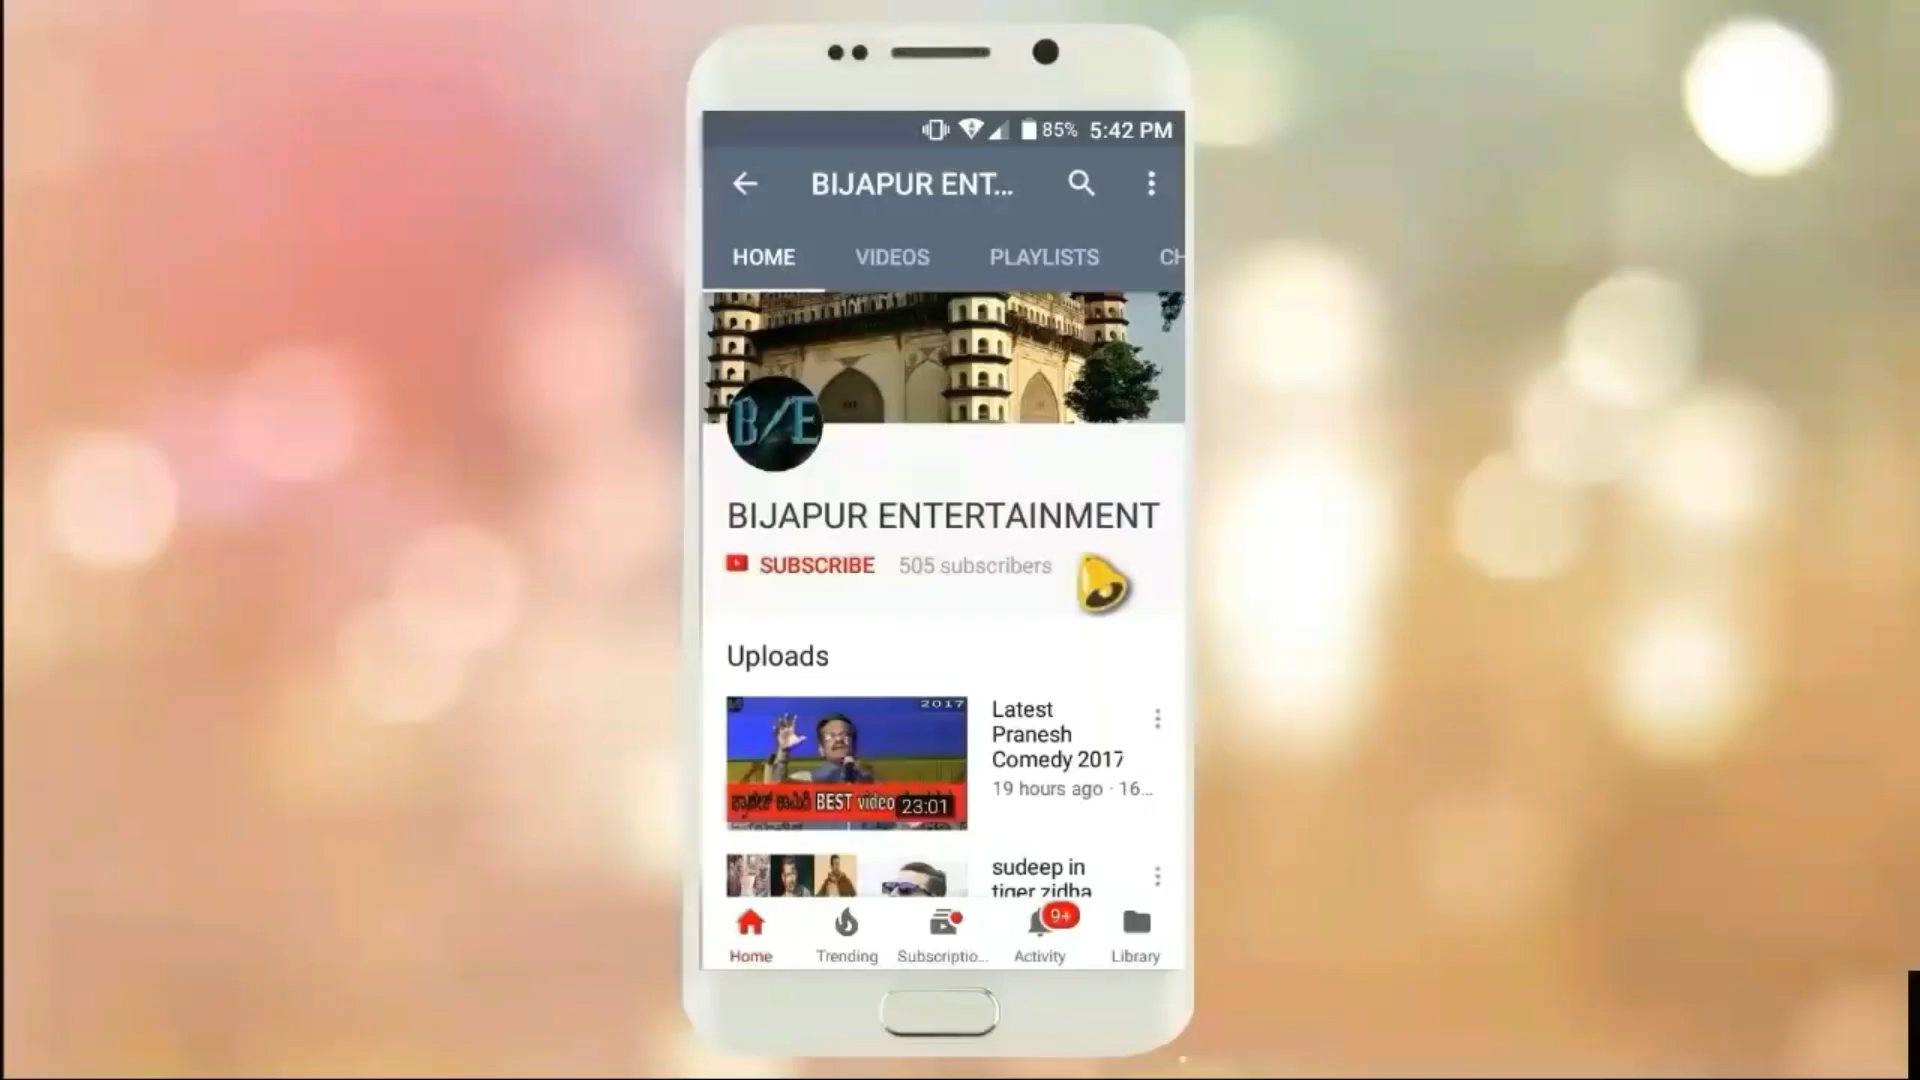 85% 5:42 PM
BIJAPUR ENT...
HOME VIDEOS PLAYLISTS CH
B/E
BIJAPUR ENTERTAINMENT
SUBSCRIBE 505 subscribers
Uploads
2017
Latest
Pranesh
Comedy 2017
19 hours ago · 16...
BEST video
23:01
sudeep in
tiger zidha
9+
Home Trending Subscriptio... Activity Library